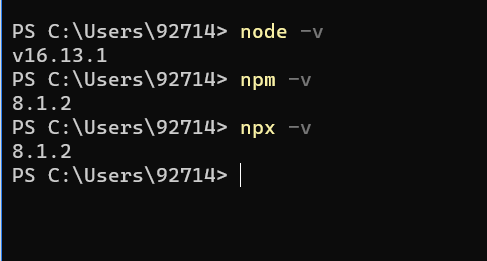 PS C:\Users\92714> node -v
v16.13.1
PS C:\Users\92714> npm -v
8.1.2
PS C:\Users\92714> npx -v
8.1.2
PS C:\Users\92714>